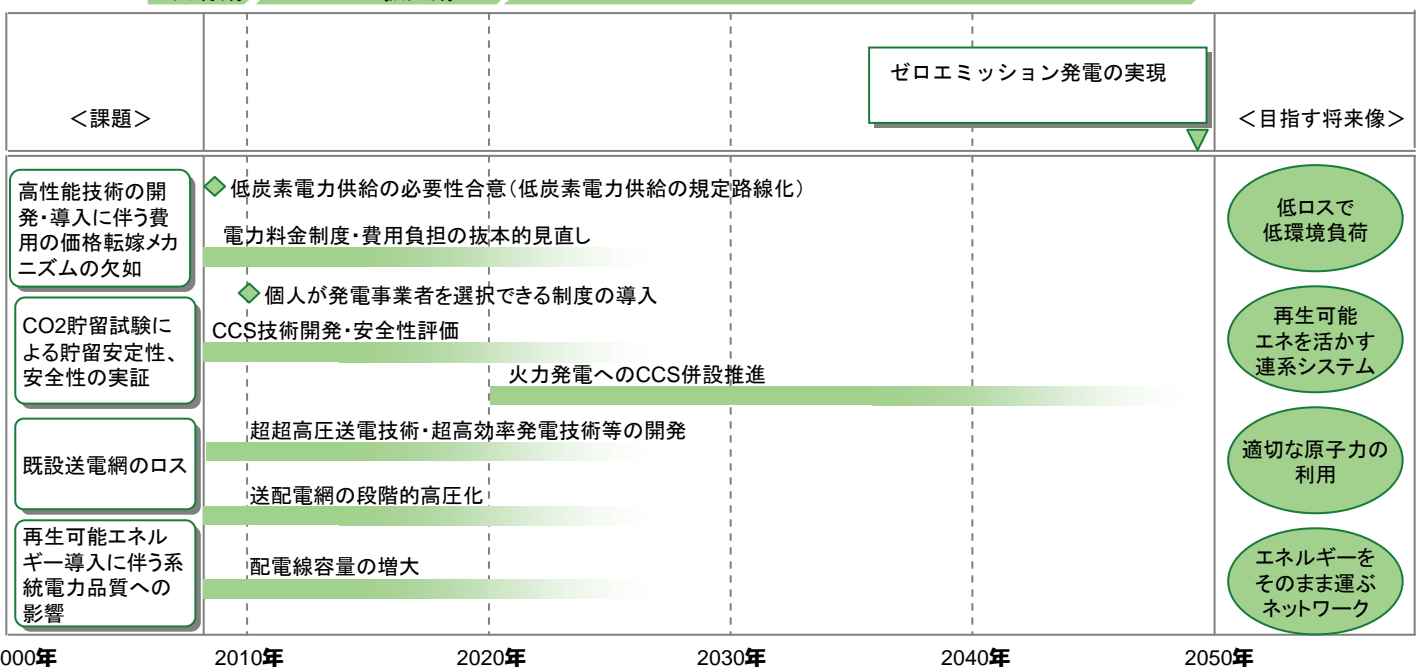 ゼロエミッション発電の実現
＜課題＞
＜目指す将来像＞
高性能技術の開
発・導入に伴う費
用の価格転嫁メカ
ニズムの欠如
低炭素電力供給の必要性合意（低炭素電力供給の規定路線化）
電力料金制度・費用負担の抜本的見直し
個人が発電事業者を選択できる制度の導入
低ロスで
低環境負荷
CO2貯留試験に
よる貯留安定性、
安全性の実証
CCS技術開発・安全性評価
火力発電へのCCS併設推進
再生可能
エネを活かす
連系システム
既設送電網のロス
超超高圧送電技術・超高効率発電技術等の開発
送配電網の段階的高圧化
適切な原子力の
利用
再生可能エネル
ギー導入に伴う系
統電力品質への
影響
配電線容量の増大
エネルギーを
そのまま運ぶ
ネットワーク
000年
2010年
2020年
2030年
2040年
2050年